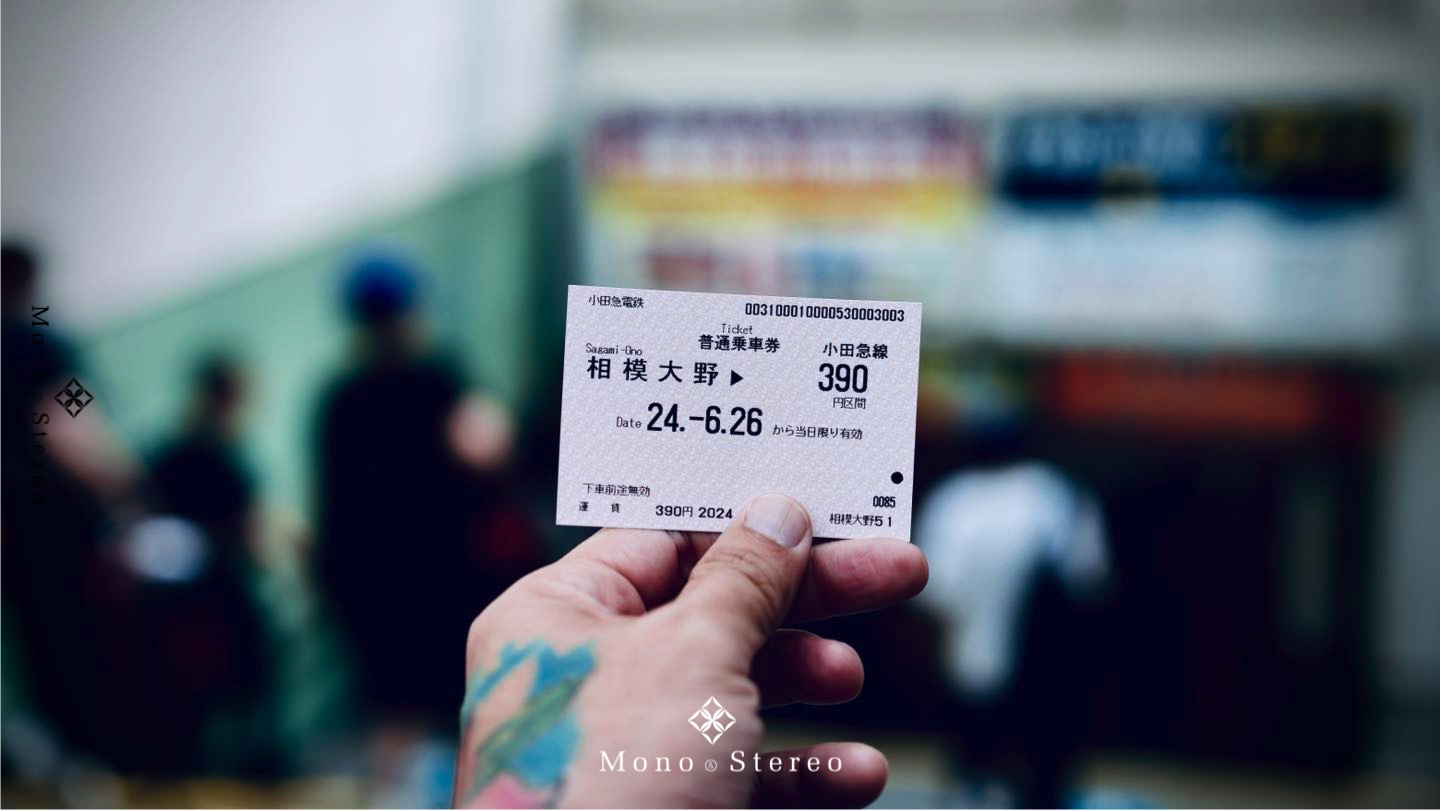 小田急電鉄
003100010000530003003
Ticket
普通乗車券
小田急線
Sagami-Ono
相模大野▶
390
円区間
Date 24.-6.26 から当日限り有効
下車前途無効
0085
運 賃 390円 2024
相模大野51
Mono & Stereo
Mono & Stereo